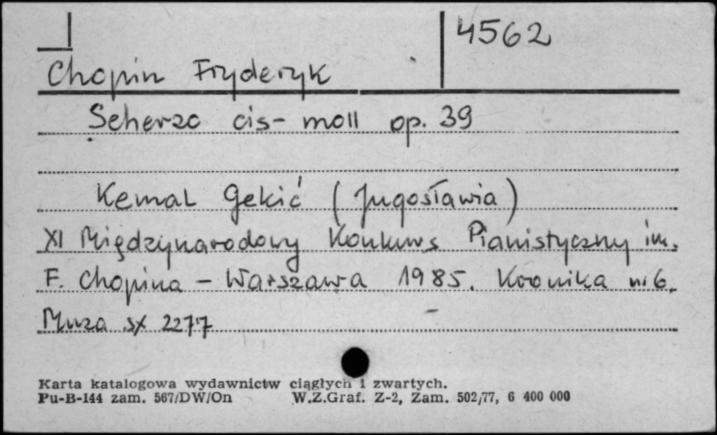 4562
Chopin Fryderyk
Scherzo cis-moll op. 39
Kemal Gekić (Jugosławia)
XI Międzynarodowy Konkurs Pianistyczny im.
F. Chopina – Warszawa 1985. Kronika nr 6.
Muza SX 2277
Karta katalogowa wydawnictw ciągłych i zwartych.
Pu-B-144 zam. 567/DW/On W.Z.Graf. Z-2, Zam. 502/77, 6 400 000